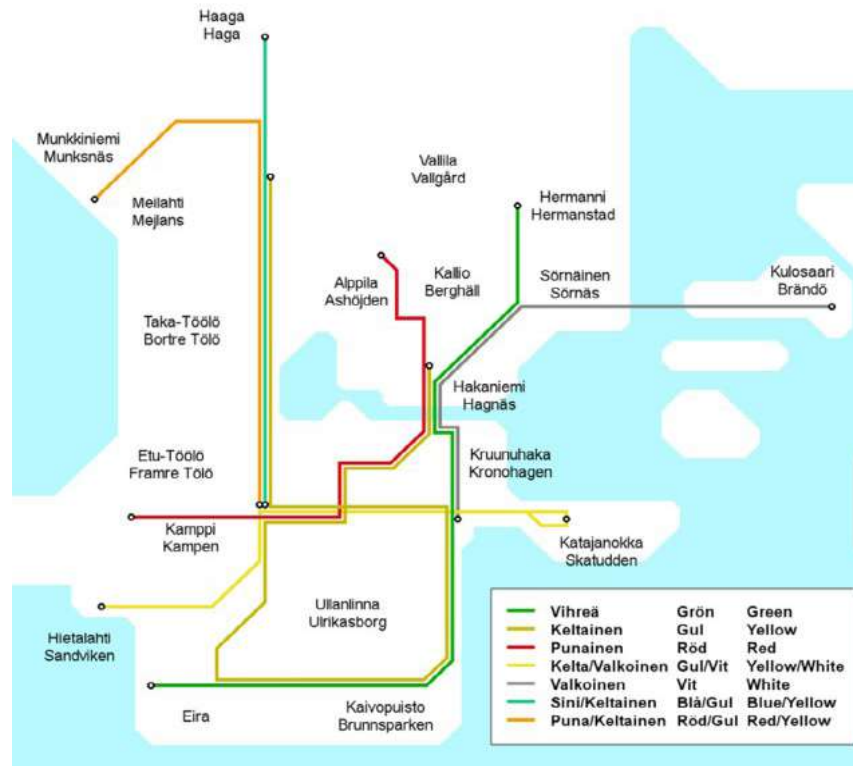 Haaga
Haga
Munkkiniemi
Munksnäs
Vallila
Vallgård
Meilahti
Mejlans
Hermanni
Hermanstad
Alppila
Ashöjden
Kallio
Berghäll
Sörnäinen
Sörnäs
Kulosaari
Brändö
Taka-Töölö
Bortre Tölö
Hakaniemi
Hagnäs
Etu-Töölö
Framre Tölö
Kruunuhaka
Kronohagen
Kamppi
Kampen
Katajanokka
Skatudden
Ullanlinna
Ulrikasborg
Hietalahti
Sandviken
Eira
Kaivopuisto
Brunnsparken
Vihreä Grön Green
Keltainen Gul Yellow
Punainen Röd Red
Kelta/Valkoinen Gul/Vit Yellow/White
Valkoinen Vit White
Sini/Keltainen Blå/Gul Blue/Yellow
Puna/Keltainen Röd/Gul Red/Yellow